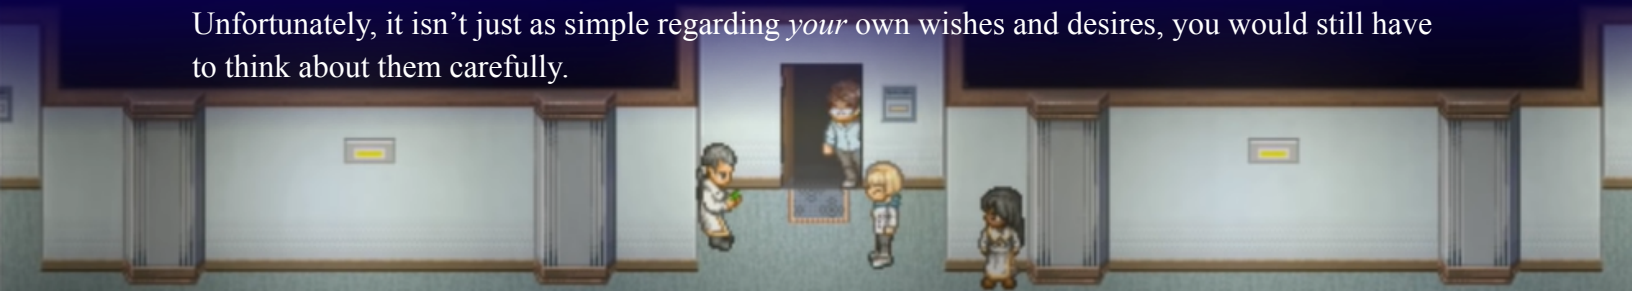 Unfortunately, it isn’t just as simple regarding your own wishes and desires, you would still have
to think about them carefully.